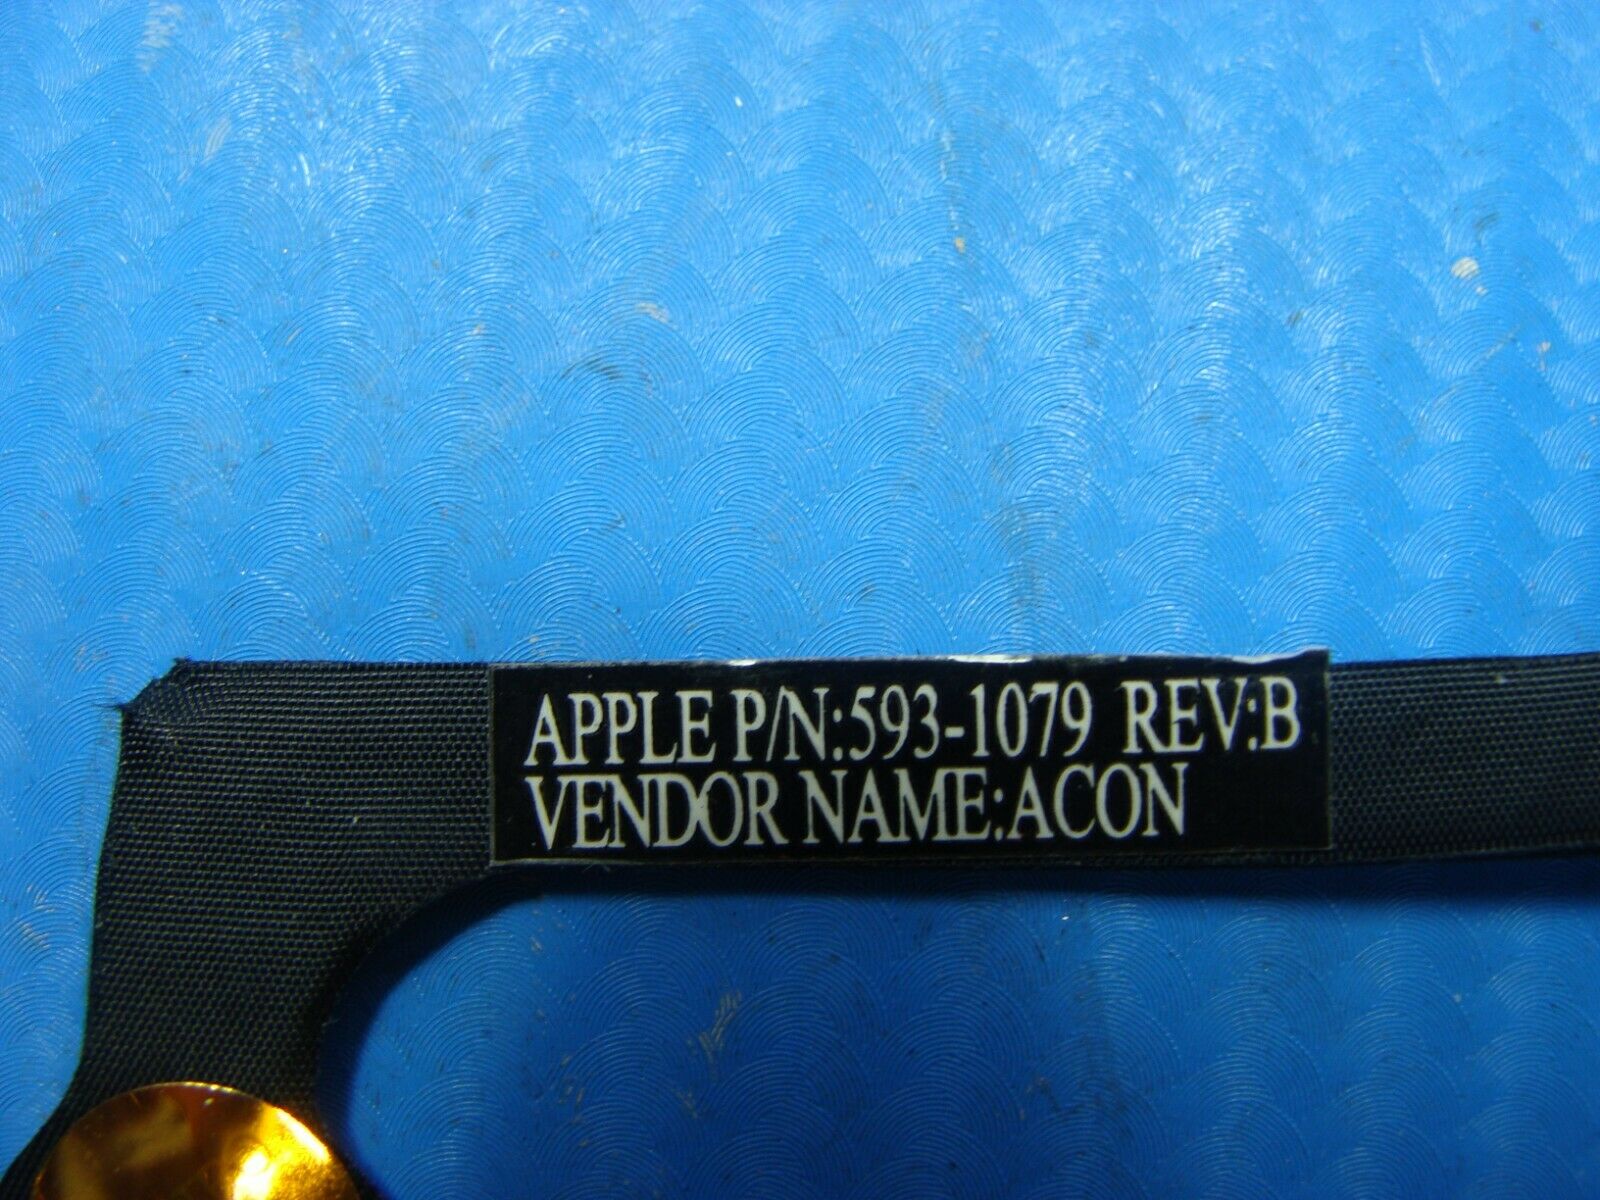 APPLE P/N:593-1079 REV:B
VENDOR NAME:ACON